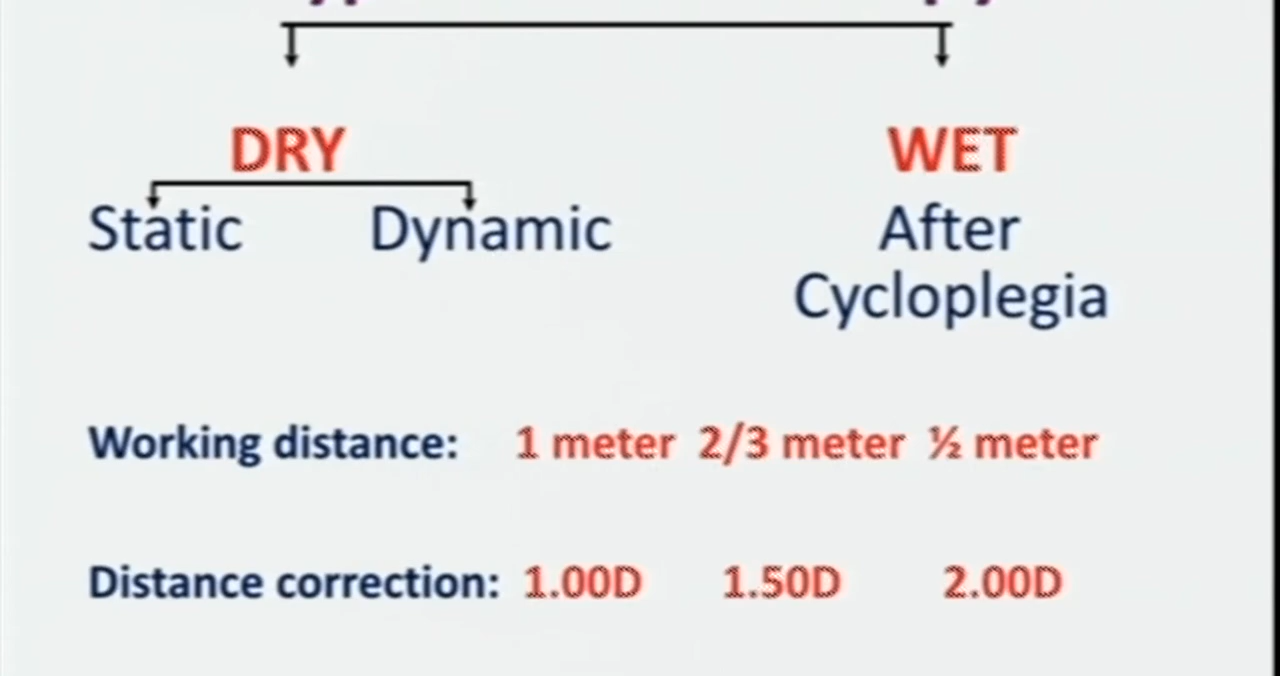 DRY WET
Static Dynamic After
Cycloplegia
Working distance: 1 meter 2/3 meter ½ meter
Distance correction: 1.00D 1.50D 2.00D